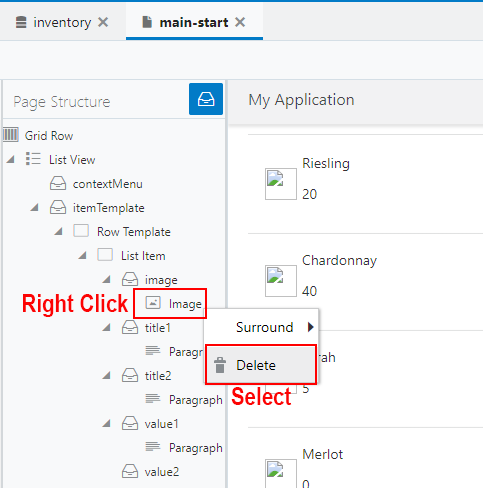 inventory
main-start
Page Structure
My Application
Grid Row
List View
contextMenu
itemTemplate
Row Template
List Item
image
Right Click
Image
title1
Paragraph
title2
Paragraph
value1
Paragraph
value2
Surround
Delete
Select
Riesling
20
Chardonnay
40
rah
5
Merlot
0